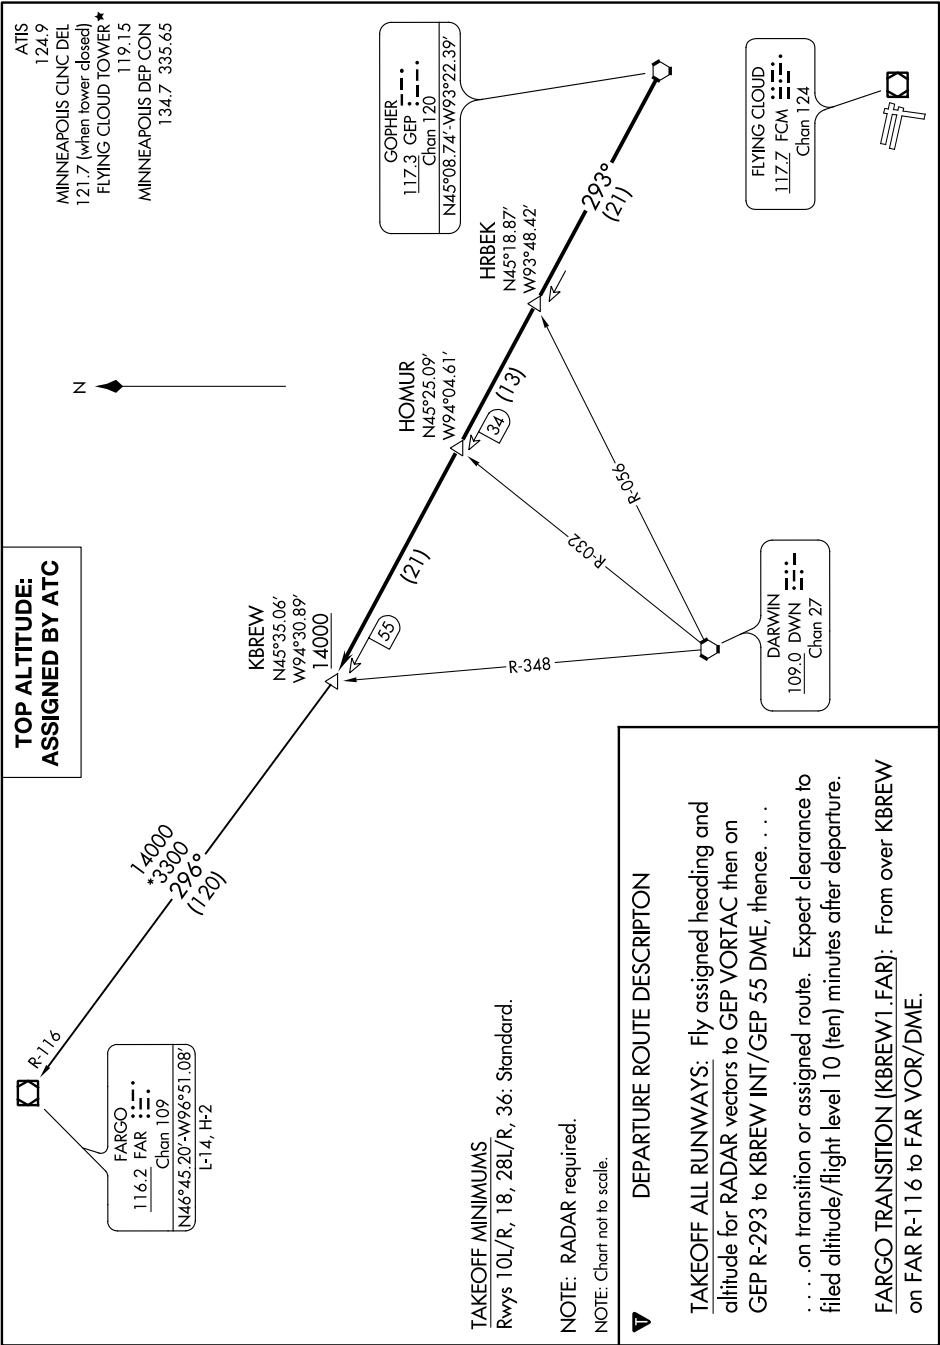 TOP ALTITUDE:
ASSIGNED BY ATC
ATIS
124.9
MINNEAPOLIS CLNC DEL
121.7 (when tower closed)
FLYING CLOUD TOWER★
119.15
MINNEAPOLIS DEP CON
134.7 335.65
N
FARGO
116.2 FAR
Chan 109
N46°45.20'-W96°51.08'
L-14, H-2
R-116
14000
*3300
296°
(120)
KBREW
N45°35.06'
W94°30.89'
14000
55
(21)
HOMUR
N45°25.09'
W94°04.61'
34
(13)
HRBEK
N45°18.87'
W93°48.42'
293°
(21)
GOPHER
117.3 GEP
Chan 120
N45°08.74'-W93°22.39'
R-348
R-032
R-056
DARWIN
109.0 DWN
Chan 27
FLYING CLOUD
117.7 FCM
Chan 124
TAKEOFF MINIMUMS
Rwys 10L/R, 18, 28L/R, 36: Standard.
NOTE: RADAR required.
NOTE: Chart not to scale.
T
DEPARTURE ROUTE DESCRIPTON
TAKEOFF ALL RUNWAYS: Fly assigned heading and
altitude for RADAR vectors to GEP VORTAC then on
GEP R-293 to KBREW INT/GEP 55 DME, thence. . . .
. . . .on transition or assigned route. Expect clearance to
filed altitude/flight level 10 (ten) minutes after departure.
FARGO TRANSITION (KBREW1.FAR): From over KBREW
on FAR R-116 to FAR VOR/DME.